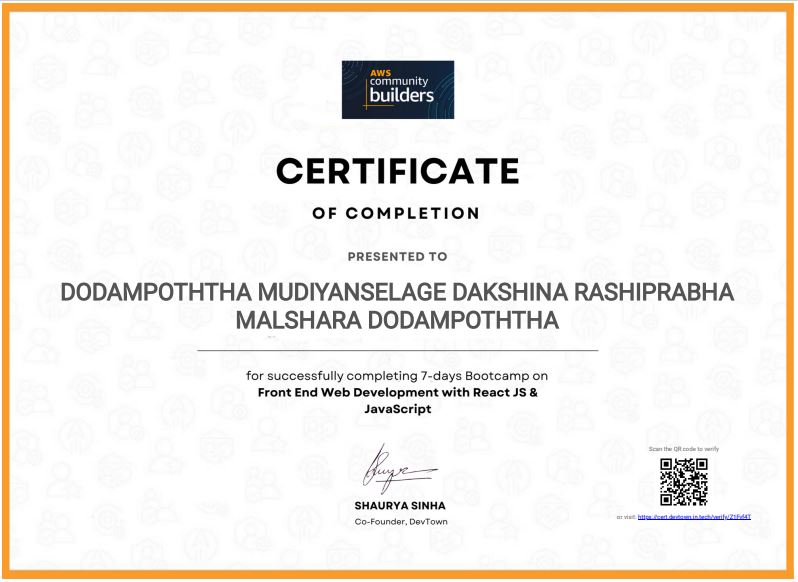 AWS
community
builders
CERTIFICATE
OF COMPLETION
PRESENTED TO
DODAMPOTHTHA MUDIYANSELAGE DAKSHINA RASHIPRABHA
MALSHARA DODAMPOTHTHA
for successfully completing 7-days Bootcamp on
Front End Web Development with React JS &
JavaScript
SHAURYA SINHA
Co-Founder, DevTown
Scan the QR code to verify
or visit: https://cert.devtown.in.tech/verify/Z1Fvf4T